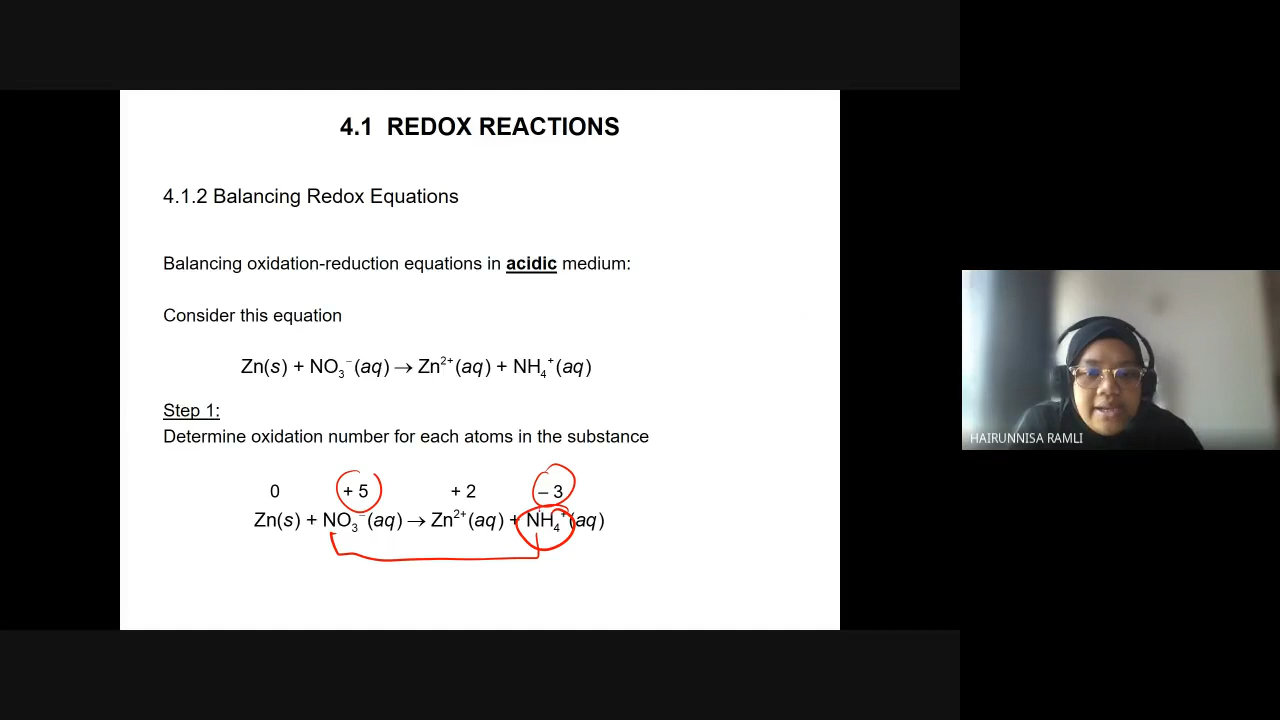 4.1 REDOX REACTIONS
4.1.2 Balancing Redox Equations
Balancing oxidation-reduction equations in acidic medium:
Consider this equation
Zn(s) + NO₃⁻(aq) → Zn²⁺(aq) + NH₄⁺(aq)
Step 1:
Determine oxidation number for each atoms in the substance
0 + 5 + 2 – 3
Zn(s) + NO₃⁻(aq) → Zn²⁺(aq) + NH₄⁺(aq)
HAIRUNNISA RAMLI